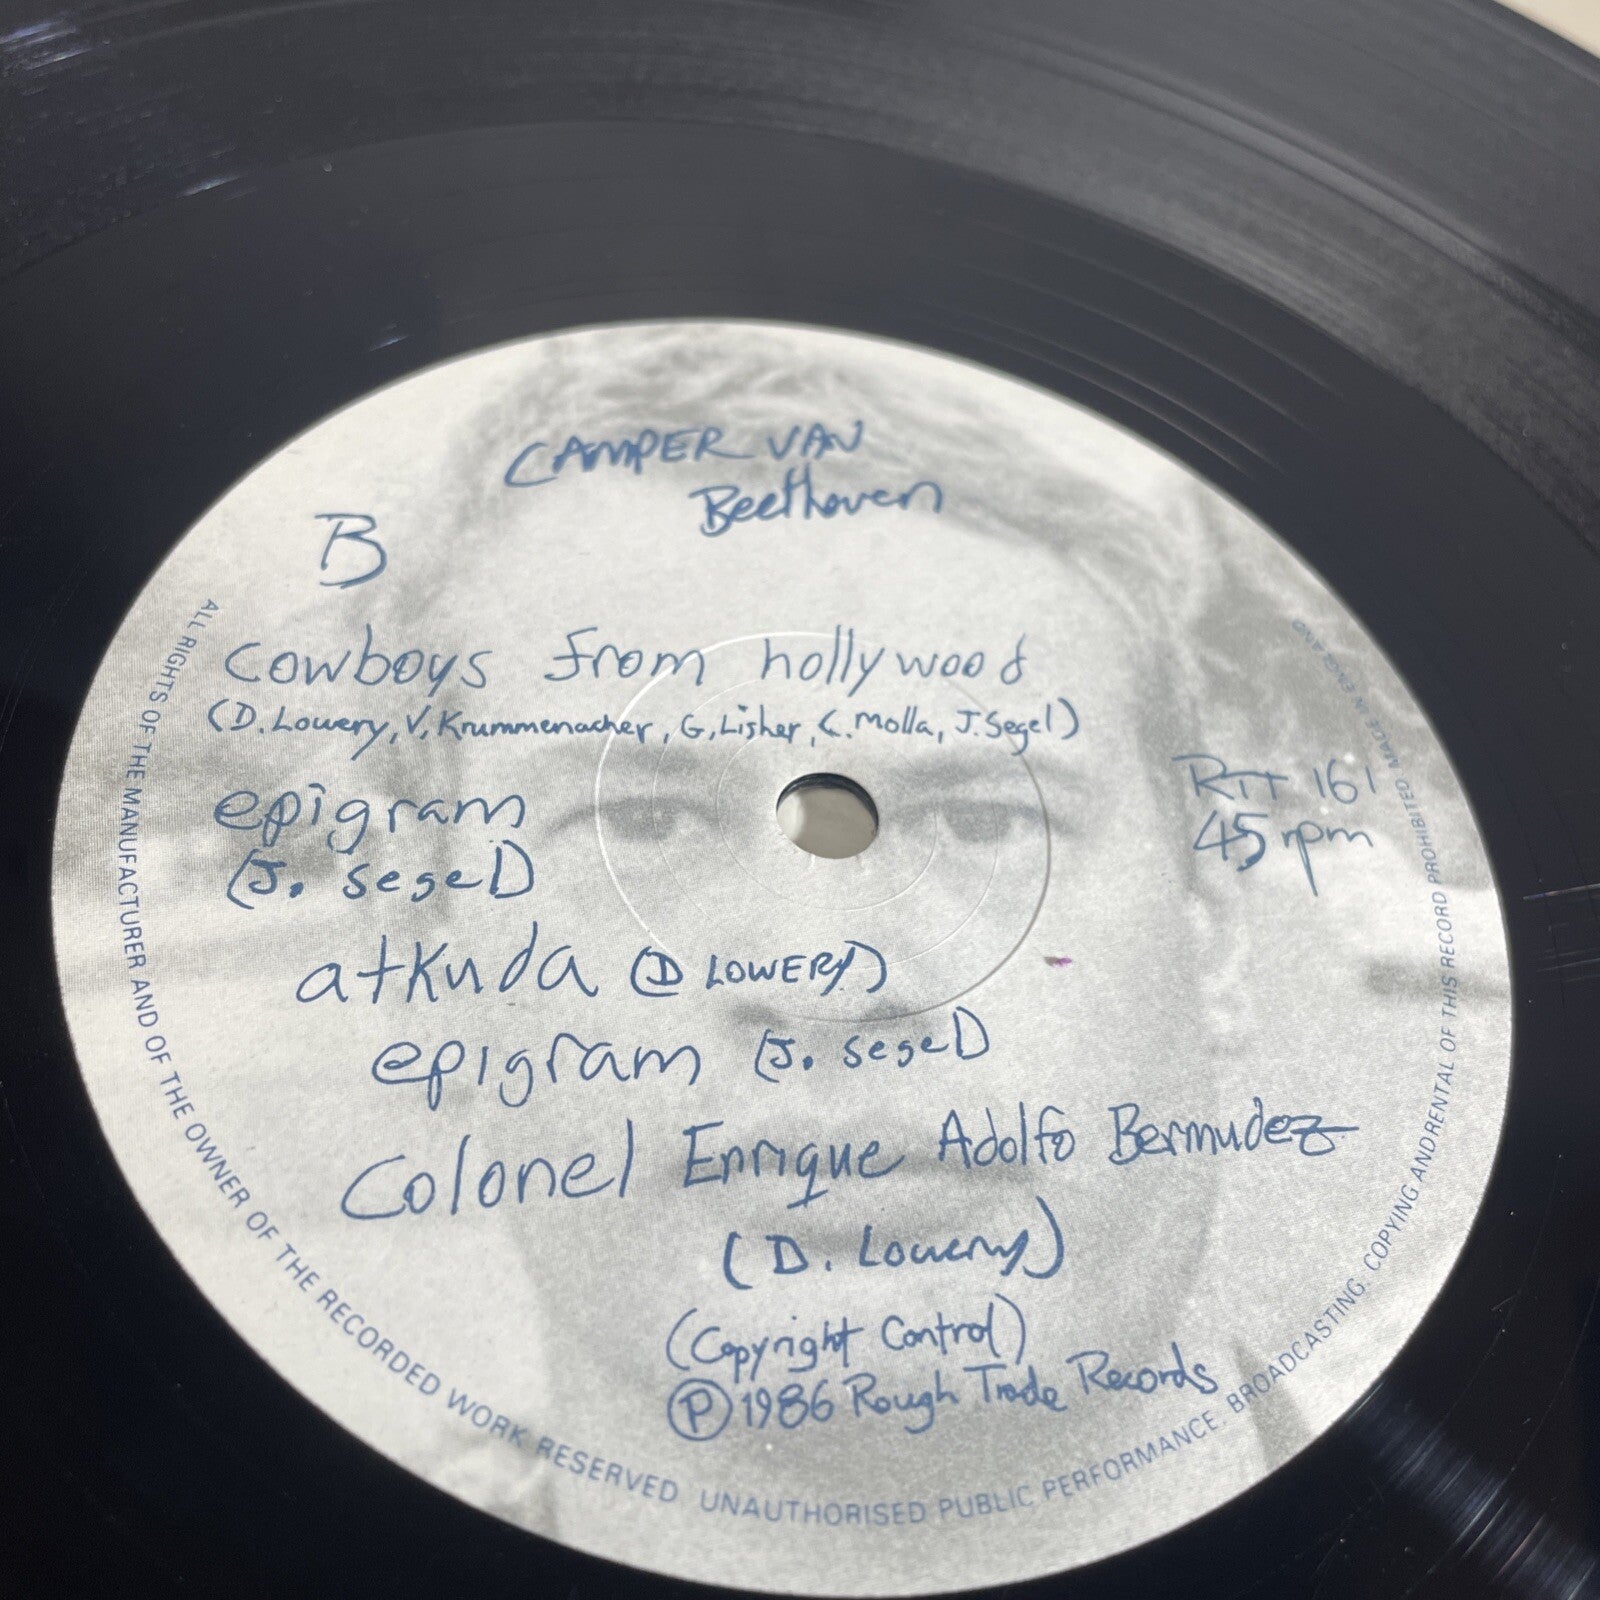 CAMPER VAN
Beethoven
B
cowboys from hollywood
(D. Lowery, V. Krummenacher, G. Lisher, C. Molla, J. Segel)
epigram
(J. segel)
RTT 161
45 rpm
atkuda (D LOWERY)
epigram (J. segel)
Colonel Enrique Adolfo Bermudez
(D. Lowery)
(Copyright Control)
Ⓟ 1986 Rough Trade Records
ALL RIGHTS OF THE MANUFACTURER AND OF THE OWNER OF THE RECORDED WORK RESERVED. UNAUTHORISED PUBLIC PERFORMANCE. BROADCASTING. COPYING AND RENTAL OF THIS RECORD PROHIBITED MADE IN ENGLAND